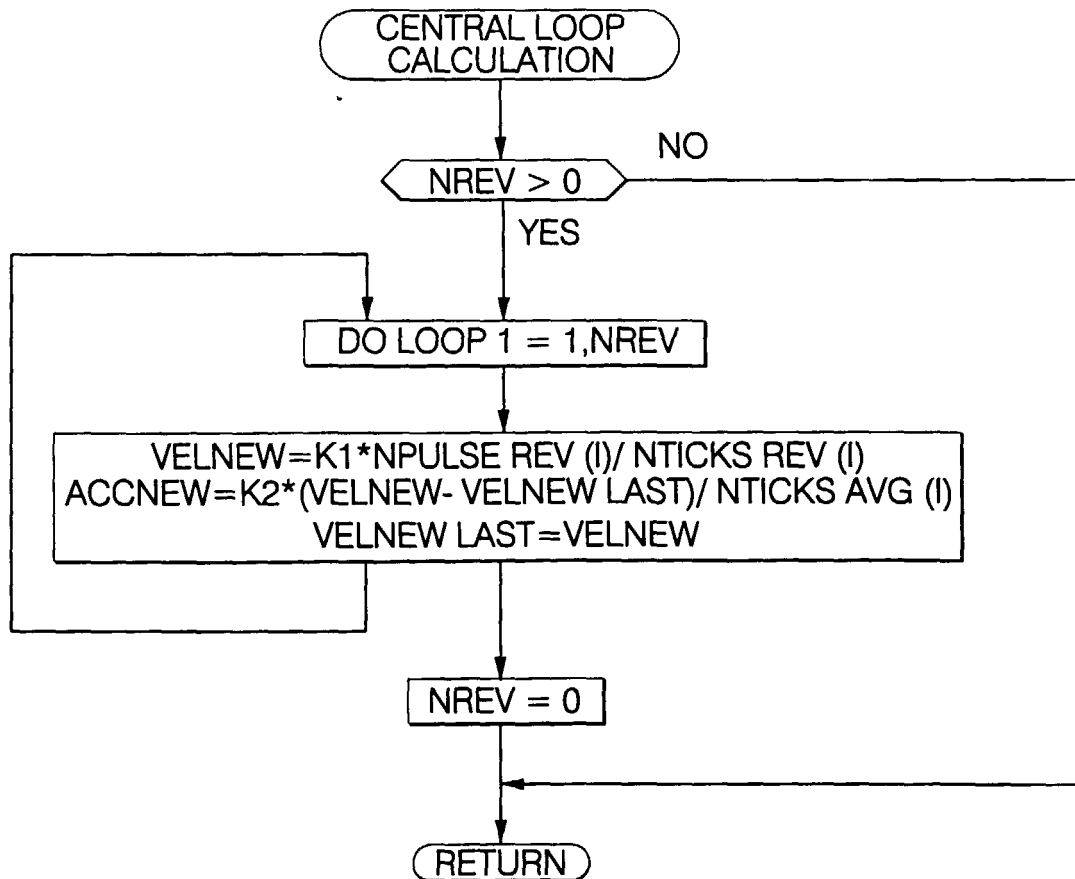 CENTRAL LOOP
CALCULATION
NREV > 0
NO
YES
DO LOOP 1 = 1,NREV
VELNEW=K1*NPULSE REV (I)/ NTICKS REV (I)
ACCNEW=K2*(VELNEW- VELNEW LAST)/ NTICKS AVG (I)
VELNEW LAST=VELNEW
NREV = 0
RETURN